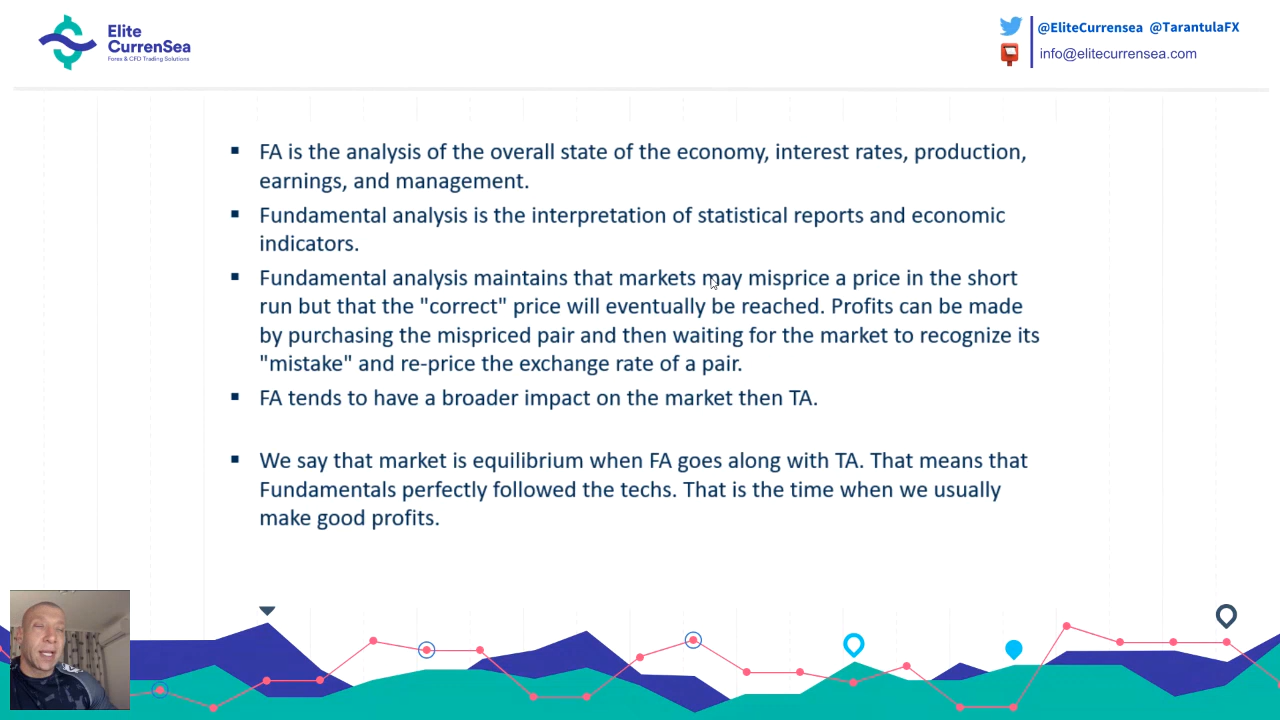 Elite
CurrenSea
Forex & CFD Trading Solutions
@EliteCurrensea @TarantulaFX
info@elitecurrensea.com
FA is the analysis of the overall state of the economy, interest rates, production,
earnings, and management.
Fundamental analysis is the interpretation of statistical reports and economic
indicators.
Fundamental analysis maintains that markets may misprice a price in the short
run but that the "correct" price will eventually be reached. Profits can be made
by purchasing the mispriced pair and then waiting for the market to recognize its
"mistake" and re-price the exchange rate of a pair.
FA tends to have a broader impact on the market then TA.
We say that market is equilibrium when FA goes along with TA. That means that
Fundamentals perfectly followed the techs. That is the time when we usually
make good profits.